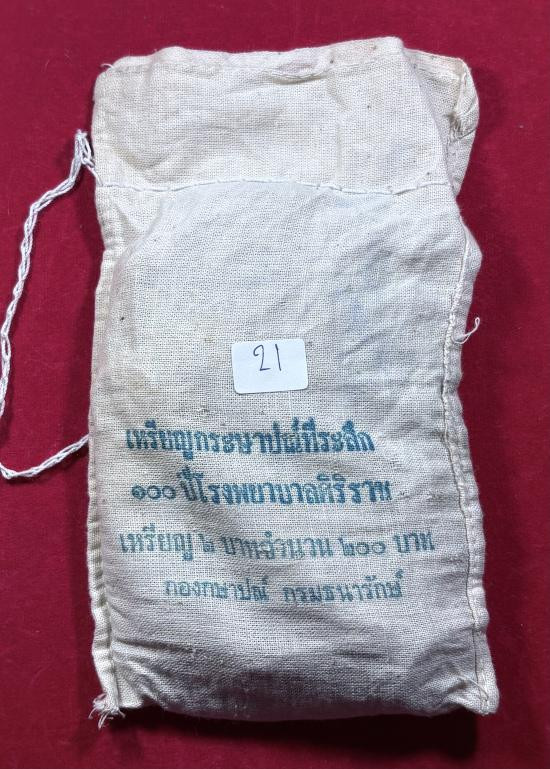 21
เหรียญกระษาปณ์ที่ระลึก
๑๐๐ ปีโรงพยาบาลศิริราช
เหรียญ ๒ บาทจำนวน ๒๐๐ บาท
กองกษาปณ์ กรมธนารักษ์